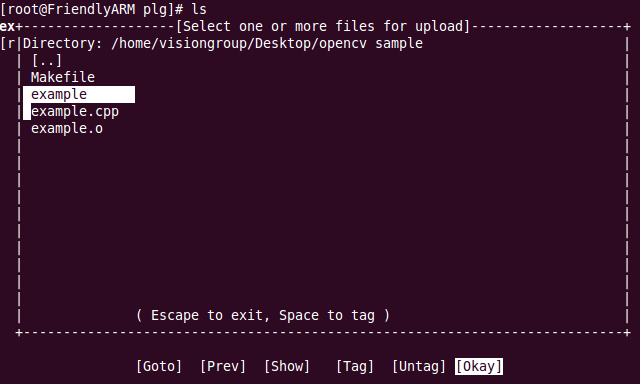 [root@FriendlyARM plg]# ls
ex+-------------------[Select one or more files for upload]-------------------+
[r|Directory: /home/visiongroup/Desktop/opencv sample |
| [..] |
| Makefile |
| example |
| example.cpp |
| example.o |
| ( Escape to exit, Space to tag ) |
+---------------------------------------------------------------------------+
[Goto] [Prev] [Show] [Tag] [Untag] [Okay]